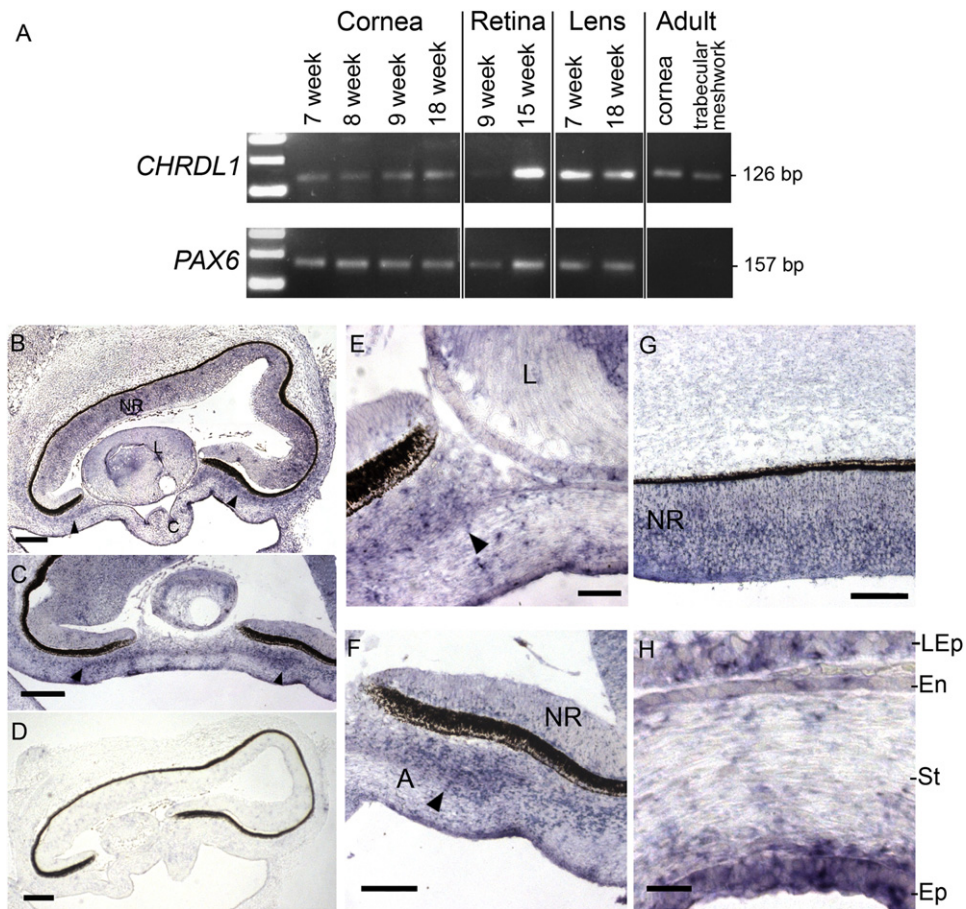 A
Cornea Retina Lens Adult
7 week 8 week 9 week 18 week 9 week 15 week 7 week 18 week cornea trabecular meshwork
CHRDL1 - 126 bp
PAX6 - 157 bp
B NR L C
C
D
E L
F NR A
G NR
H
-LEp
-En
-St
Ep